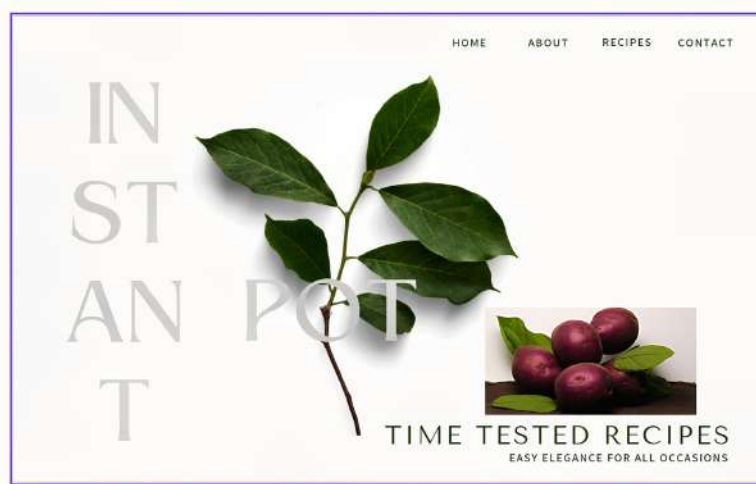 HOME ABOUT RECIPES CONTACT
IN
ST
AN POT
T
TIME TESTED RECIPES
EASY ELEGANCE FOR ALL OCCASIONS